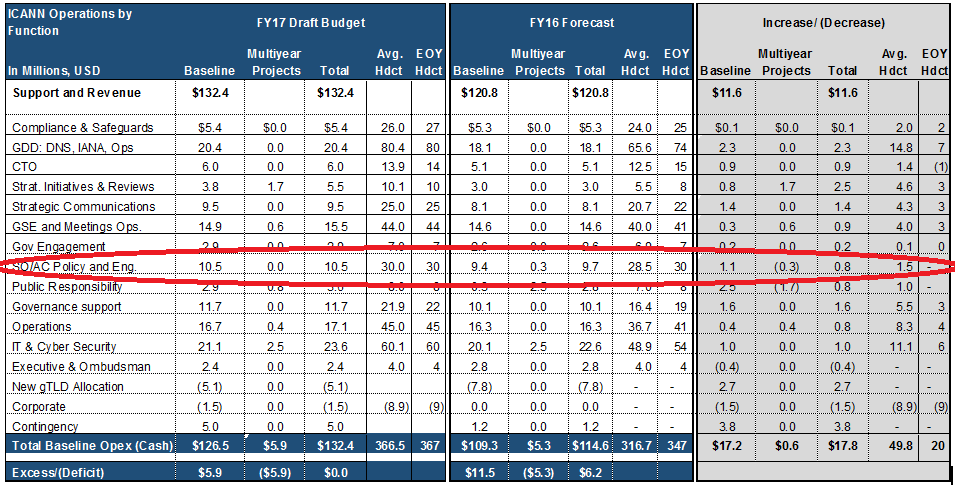 ICANN Operations by Function FY17 Draft Budget FY16 Forecast Increase/ (Decrease)
In Millions, USD Baseline Multiyear Projects Total Avg. Hdct EOY Hdct Baseline Multiyear Projects Total Avg. Hdct EOY Hdct Baseline Multiyear Projects Total Avg. Hdct EOY Hdct
Support and Revenue $132.4 $132.4 $120.8 $120.8 $11.6 $11.6
Compliance & Safeguards $5.4 $0.0 $5.4 26.0 27 $5.3 $0.0 $5.3 24.0 25 $0.1 $0.0 $0.1 2.0 2
GDD: DNS, IANA, Ops 20.4 0.0 20.4 80.4 80 18.1 0.0 18.1 65.6 74 2.3 0.0 2.3 14.8 7
CTO 6.0 0.0 6.0 13.9 14 5.1 0.0 5.1 12.5 15 0.9 0.0 0.9 1.4 (1)
Strat. Initiatives & Reviews 3.8 1.7 5.5 10.1 10 3.0 0.0 3.0 5.5 8 0.8 1.7 2.5 4.6 3
Strategic Communications 9.5 0.0 9.5 25.0 25 8.1 0.0 8.1 20.7 22 1.4 0.0 1.4 4.3 3
GSE and Meetings Ops. 14.9 0.6 15.5 44.0 44 14.6 0.0 14.6 40.0 41 0.3 0.6 0.9 4.0 3
Gov Engagement 2.9 0.0 7 7 0.2 0.0 0.2 0.1 0
SO/AC Policy and Eng. 10.5 0.0 10.5 30.0 30 9.4 0.3 9.7 28.5 30 1.1 (0.3) 0.8 1.5 -
Public Responsibility 2.9 8 2.5 (1.7) 0.8 1.0 -
Governance support 11.7 0.0 11.7 21.9 22 10.1 0.0 10.1 16.4 19 1.6 0.0 1.6 5.5 3
Operations 16.7 0.4 17.1 45.0 45 16.3 0.0 16.3 36.7 41 0.4 0.4 0.8 8.3 4
IT & Cyber Security 21.1 2.5 23.6 60.1 60 20.1 2.5 22.6 48.9 54 1.0 0.0 1.0 11.1 6
Executive & Ombudsman 2.4 0.0 2.4 4.0 4 2.8 0.0 2.8 4.0 4 (0.4) 0.0 (0.4) - -
New gTLD Allocation (5.1) 0.0 (5.1) (7.8) 0.0 (7.8) - - 2.7 0.0 2.7 - -
Corporate (1.5) 0.0 (1.5) (8.9) (9) 0.0 0.0 0.0 - - (1.5) 0.0 (1.5) (8.9) (9)
Contingency 5.0 0.0 5.0 1.2 0.0 1.2 - - 3.8 0.0 3.8 - -
Total Baseline Opex (Cash) $126.5 $5.9 $132.4 366.5 367 $109.3 $5.3 $114.6 316.7 347 $17.2 $0.6 $17.8 49.8 20
Excess/(Deficit) $5.9 ($5.9) $0.0 $11.5 ($5.3) $6.2